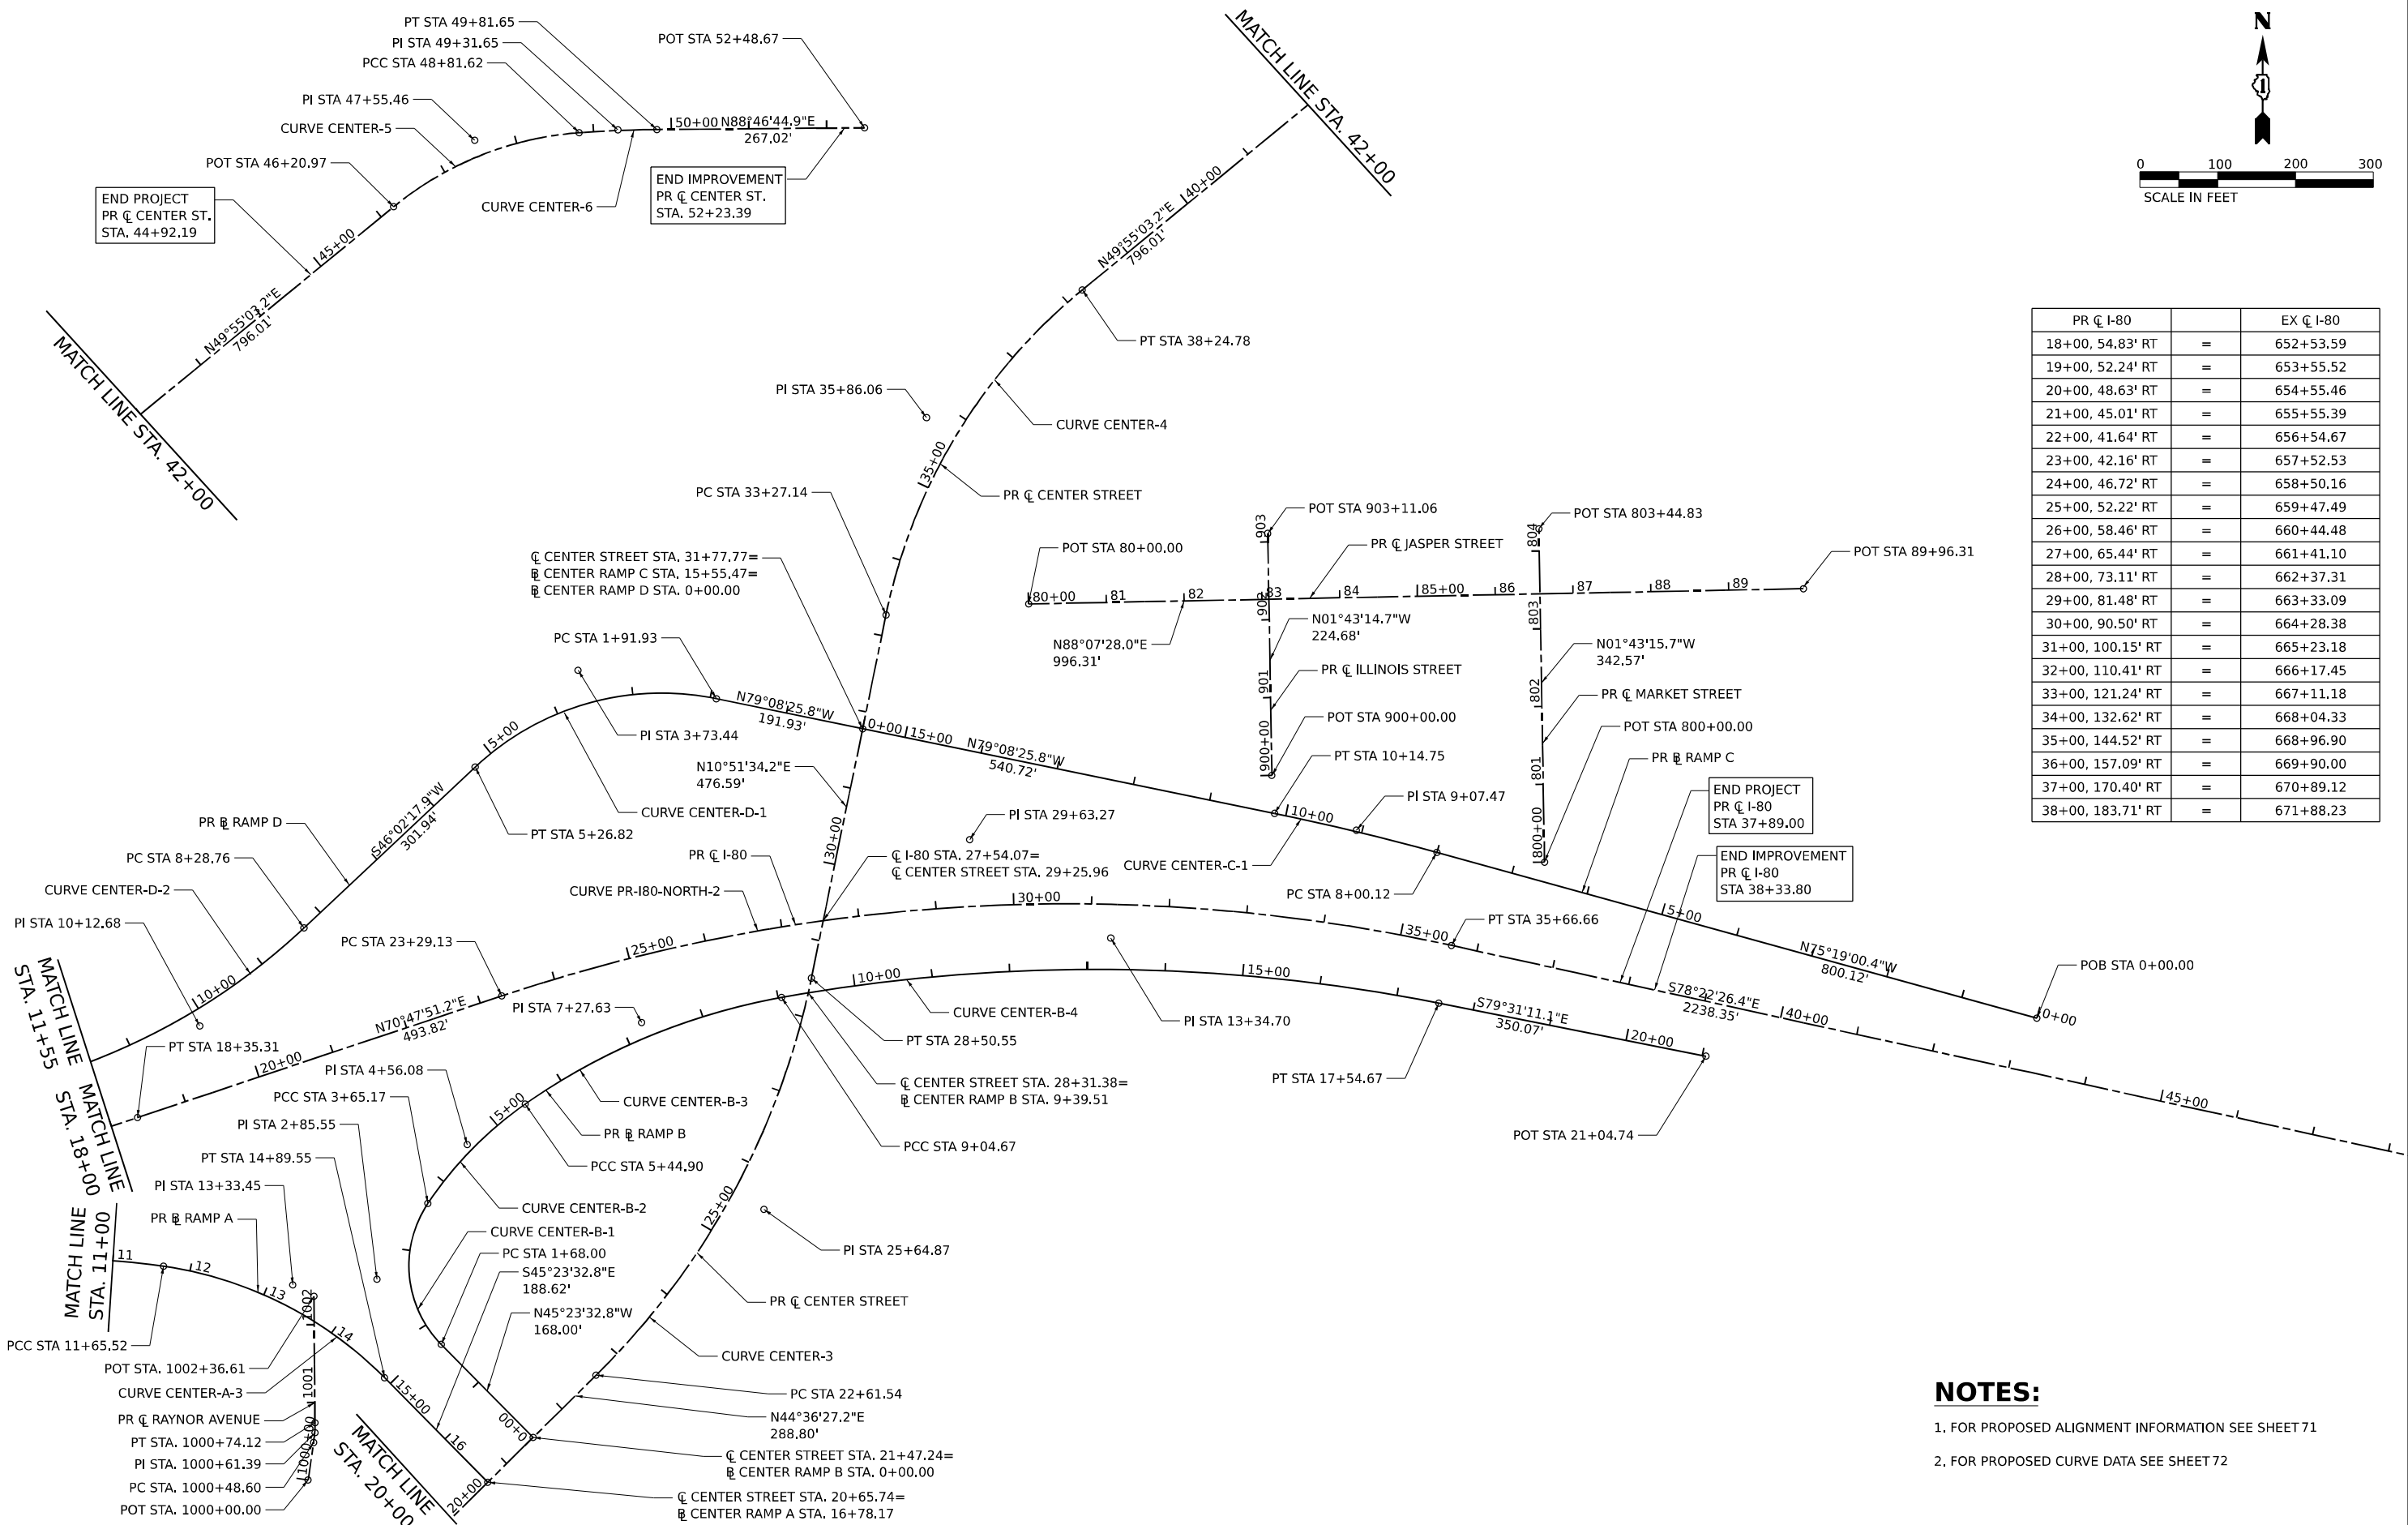 PT STA 49+81.65
PI STA 49+31.65
PCC STA 48+81.62
PI STA 47+55.46
CURVE CENTER-5
POT STA 46+20.97
POT STA 52+48.67
50+00
N88°46'44.9"E
267.02'
END PROJECT
PR ℄ CENTER ST.
STA. 44+92.19
45+00
CURVE CENTER-6
END IMPROVEMENT
PR ℄ CENTER ST.
STA. 52+23.39
N49°55'03.2"E
796.01'
MATCH LINE STA. 42+00
MATCH LINE STA. 42+00
40+00
N49°55'03.2"E
796.01'
PT STA 38+24.78
PI STA 35+86.06
CURVE CENTER-4
35+00
PR ℄ CENTER STREET
PC STA 33+27.14
N
0 100 200 300
SCALE IN FEET
PR ℄ I-80 EX ℄ I-80
18+00, 54.83' RT = 652+53.59
19+00, 52.24' RT = 653+55.52
20+00, 48.63' RT = 654+55.46
21+00, 45.01' RT = 655+55.39
22+00, 41.64' RT = 656+54.67
23+00, 42.16' RT = 657+52.53
24+00, 46.72' RT = 658+50.16
25+00, 52.22' RT = 659+47.49
26+00, 58.46' RT = 660+44.48
27+00, 65.44' RT = 661+41.10
28+00, 73.11' RT = 662+37.31
29+00, 81.48' RT = 663+33.09
30+00, 90.50' RT = 664+28.38
31+00, 100.15' RT = 665+23.18
32+00, 110.41' RT = 666+17.45
33+00, 121.24' RT = 667+11.18
34+00, 132.62' RT = 668+04.33
35+00, 144.52' RT = 668+96.90
36+00, 157.09' RT = 669+90.00
37+00, 170.40' RT = 670+89.12
38+00, 183.71' RT = 671+88.23
℄ CENTER STREET STA. 31+77.77=
BL CENTER RAMP C STA. 15+55.47=
BL CENTER RAMP D STA. 0+00.00
903
POT STA 903+11.06
804
POT STA 803+44.83
POT STA 80+00.00
PR ℄ JASPER STREET
POT STA 89+96.31
80+00 81 82 83 84 85+00 86 87 88 89
902
803
N88°07'28.0"E
996.31'
N01°43'14.7"W
224.68'
N01°43'15.7"W
342.57'
901
PR ℄ ILLINOIS STREET
802
PR ℄ MARKET STREET
900+00
POT STA 900+00.00
801
POT STA 800+00.00
800+00
PC STA 1+91.93
N79°08'25.8"W
191.93'
0+00
15+00
N79°08'25.8"W
540.72'
PT STA 10+14.75
PR BL RAMP C
PI STA 3+73.44
5+00
N10°51'34.2"E
476.59'
10+00
PI STA 9+07.47
END PROJECT
PR ℄ I-80
STA 37+89.00
CURVE CENTER-D-1
PI STA 29+63.27
S46°02'17.9"W
301.94'
PR BL RAMP D
PT STA 5+26.82
30+00
PC STA 8+28.76
PR ℄ I-80
℄ I-80 STA. 27+54.07=
℄ CENTER STREET STA. 29+25.96
CURVE CENTER-C-1
END IMPROVEMENT
PR ℄ I-80
STA 38+33.80
CURVE CENTER-D-2
CURVE PR-I80-NORTH-2
PC STA 8+00.12
PI STA 10+12.68
30+00
5+00
PC STA 23+29.13
25+00
35+00
PT STA 35+66.66
N75°19'00.4"W
800.12'
POB STA 0+00.00
0+00
MATCH LINE
STA. 11+55
10+00
10+00
15+00
S78°22'26.4"E
2238.35'
40+00
45+00
PI STA 7+27.63
CURVE CENTER-B-4
PI STA 13+34.70
S79°31'11.1"E
350.07'
20+00
N70°47'51.2"E
493.82'
PT STA 18+35.31
20+00
PT STA 28+50.55
PI STA 4+56.08
℄ CENTER STREET STA. 28+31.38=
BL CENTER RAMP B STA. 9+39.51
PT STA 17+54.67
MATCH LINE
STA. 18+00
PCC STA 3+65.17
5+00
CURVE CENTER-B-3
PI STA 2+85.55
PR BL RAMP B
POT STA 21+04.74
PT STA 14+89.55
PCC STA 5+44.90
PCC STA 9+04.67
PI STA 13+33.45
25+00
CURVE CENTER-B-2
PR BL RAMP A
CURVE CENTER-B-1
PI STA 25+64.87
MATCH LINE
STA. 11+00
11
12
13
14
PC STA 1+68.00
S45°23'32.8"E
188.62'
1002
PR ℄ CENTER STREET
N45°23'32.8"W
168.00'
PCC STA 11+65.52
POT STA. 1002+36.61
CURVE CENTER-3
CURVE CENTER-A-3
1001
15+00
PC STA 22+61.54
PR ℄ RAYNOR AVENUE
N44°36'27.2"E
288.80'
PT STA. 1000+74.12
0+00
16
PI STA. 1000+61.39
1000+00
MATCH LINE
STA. 20+00
℄ CENTER STREET STA. 21+47.24=
BL CENTER RAMP B STA. 0+00.00
PC STA. 1000+48.60
20+00
POT STA. 1000+00.00
℄ CENTER STREET STA. 20+65.74=
BL CENTER RAMP A STA. 16+78.17
NOTES:
1. FOR PROPOSED ALIGNMENT INFORMATION SEE SHEET 71
2. FOR PROPOSED CURVE DATA SEE SHEET 72